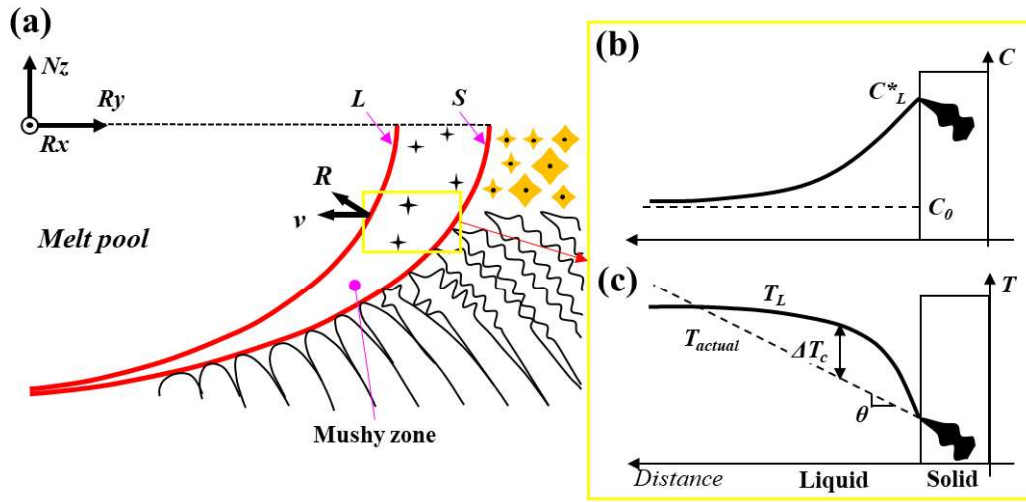 (a)
Nz
Ry
Rx
L
S
R
v
Melt pool
Mushy zone
(b)
C
C*L
C0
(c)
T
TL
Tactual
ΔTc
θ
Distance
Liquid
Solid